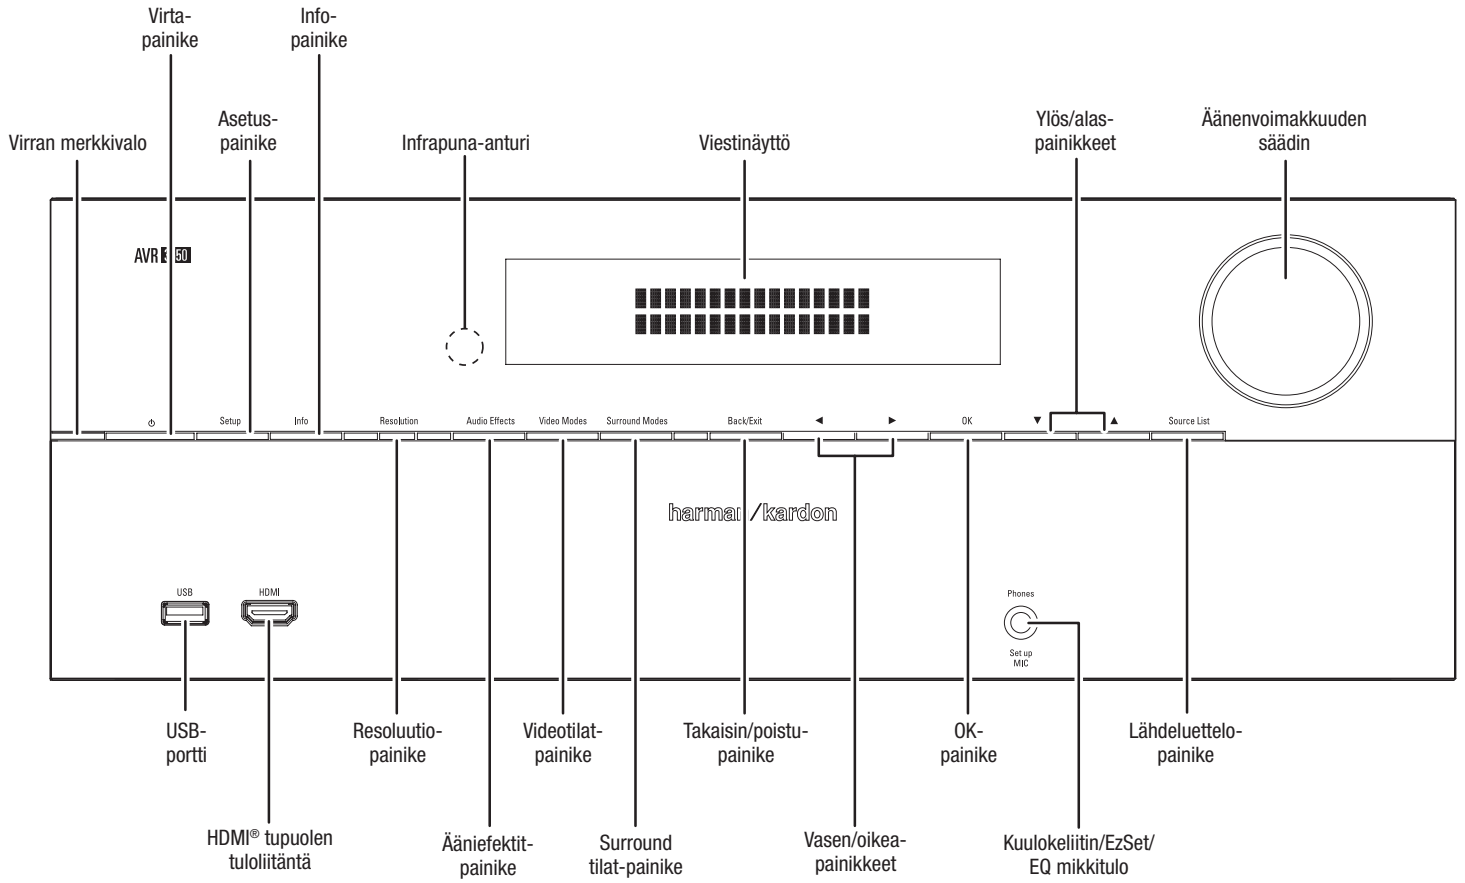 Virta-
painike
Info-
painike
Asetus-
painike
Virran merkkivalo
Infrapuna-anturi
Viestinäyttö
Ylös/alas-
painikkeet
Äänenvoimakkuuden
säädin
AVR
50
Setup
Info
Resolution
Audio Effects
Video Modes
Surround Modes
Back/Exit
OK
Source List
harman/kardon
USB
HDMI
Phones
Set up
MIC
USB-
portti
Resoluutio-
painike
Videotilat-
painike
Takaisin/poistu-
painike
OK-
painike
Lähdeluettelo-
painike
HDMI® tupuolen
tuloliitäntä
Ääniefektit-
painike
Surround
tilat-painike
Vasen/oikea-
painikkeet
Kuulokeliitin/EzSet/
EQ mikkitulo